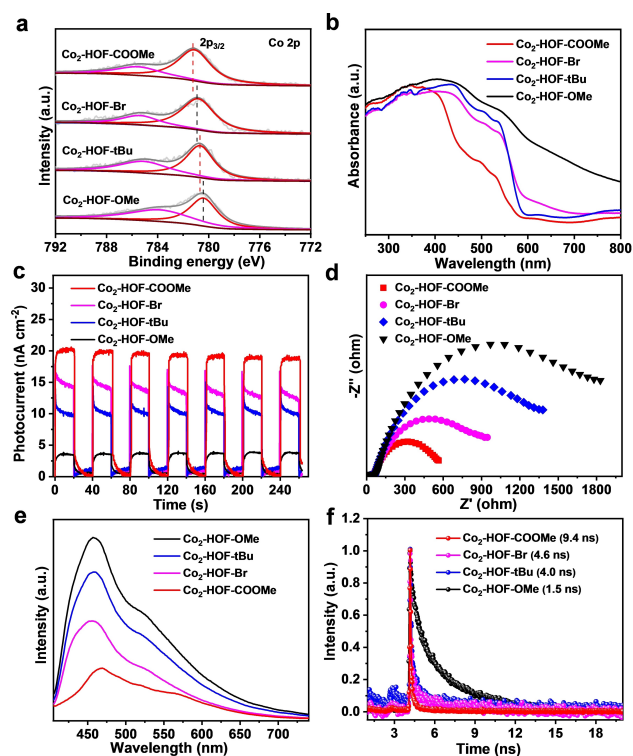 a
2p3/2
Co 2p
Co2-HOF-COOMe
Co2-HOF-Br
Co2-HOF-tBu
Co2-HOF-OMe
Intensity (a.u.)
792 788 784 780 776 772
Binding energy (eV)
b
Co2-HOF-COOMe
Co2-HOF-Br
Co2-HOF-tBu
Co2-HOF-OMe
Absorbance (a.u.)
300 400 500 600 700 800
Wavelength (nm)
c
Co2-HOF-COOMe
Co2-HOF-Br
Co2-HOF-tBu
Co2-HOF-OMe
Photocurrent (nA cm-2)
30
25
20
15
10
5
0
0 40 80 120 160 200 240
Time (s)
d
Co2-HOF-COOMe
Co2-HOF-Br
Co2-HOF-tBu
Co2-HOF-OMe
-Z'' (ohm)
0 300 600 900 1200 1500 1800
Z' (ohm)
e
Co2-HOF-OMe
Co2-HOF-tBu
Co2-HOF-Br
Co2-HOF-COOMe
Intensity (a.u.)
450 500 550 600 650 700
Wavelength (nm)
f
Co2-HOF-COOMe (9.4 ns)
Co2-HOF-Br (4.6 ns)
Co2-HOF-tBu (4.0 ns)
Co2-HOF-OMe (1.5 ns)
Intensity (a.u.)
1.0
0.8
0.6
0.4
0.2
0.0
3 6 9 12 15 18
Time (ns)